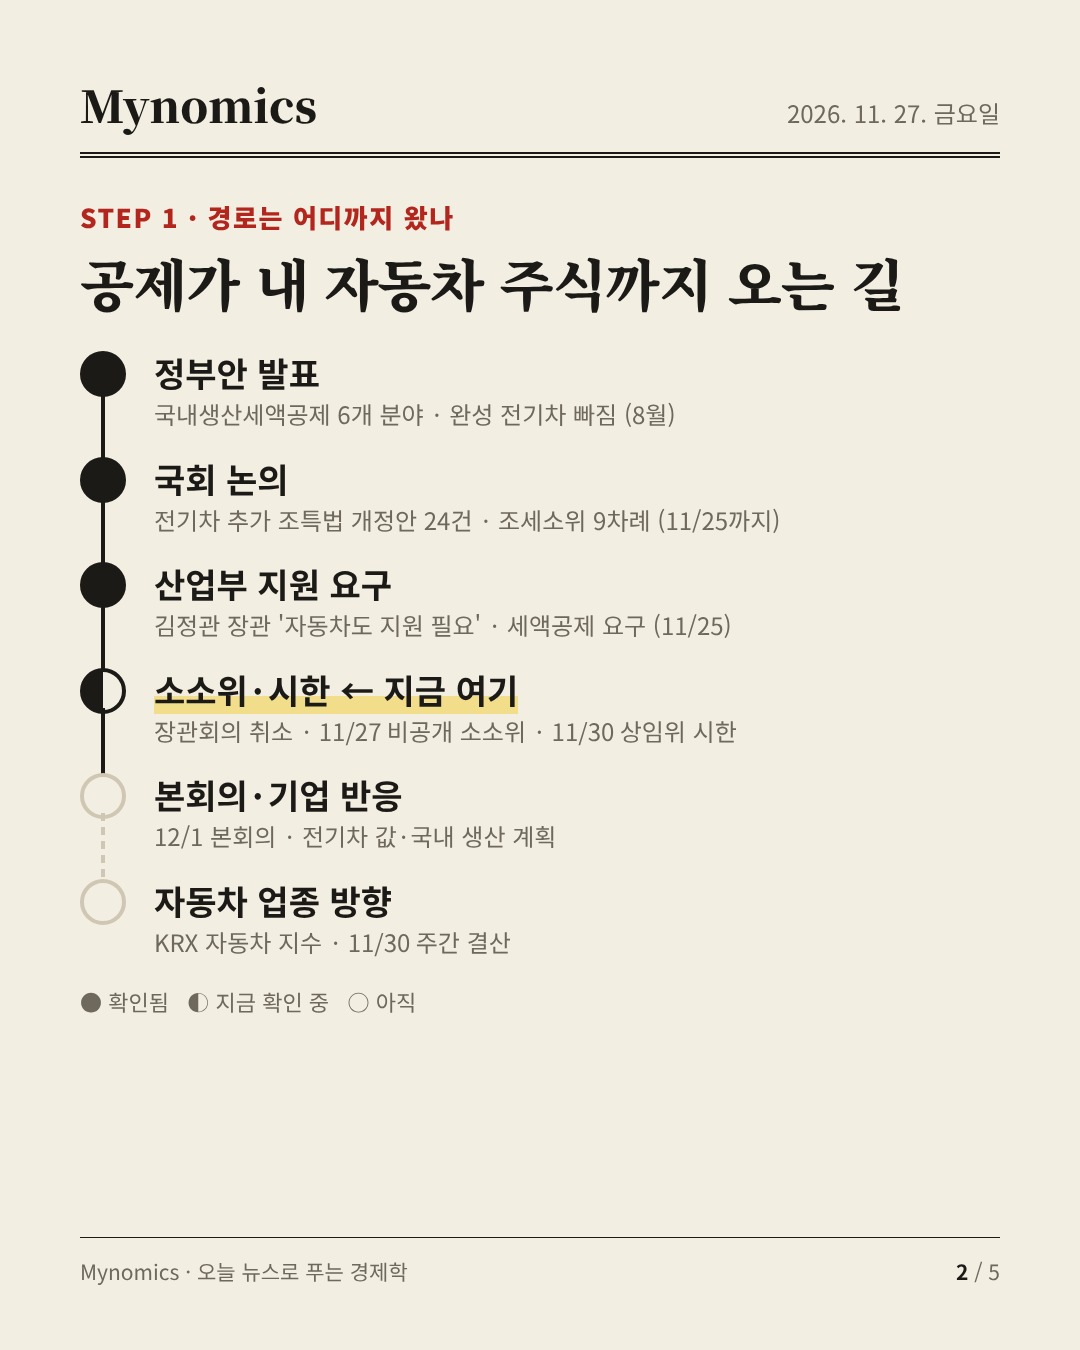 Mynomics
2026. 11. 27. 금요일
STEP 1 · 경로는 어디까지 왔나
공제가 내 자동차 주식까지 오는 길
정부안 발표
국내생산세액공제 6개 분야 · 완성 전기차 빠짐 (8월)
국회 논의
전기차 추가 조특법 개정안 24건 · 조세소위 9차례 (11/25까지)
산업부 지원 요구
김정관 장관 '자동차도 지원 필요' · 세액공제 요구 (11/25)
소소위·시한 ← 지금 여기
장관회의 취소 · 11/27 비공개 소소위 · 11/30 상임위 시한
본회의·기업 반응
12/1 본회의 · 전기차 값·국내 생산 계획
자동차 업종 방향
KRX 자동차 지수 · 11/30 주간 결산
● 확인됨 ◐ 지금 확인 중 ○ 아직
Mynomics · 오늘 뉴스로 푸는 경제학
2 / 5